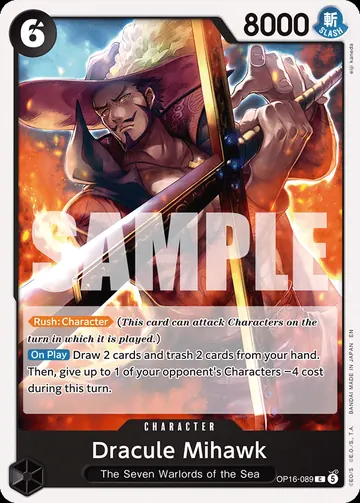 6
8000
斬
SLASH
eiji kaneda
SAMPLE
Rush: Character (This card can attack Characters on the
turn in which it is played.)
On Play Draw 2 cards and trash 2 cards from your hand.
Then, give up to 1 of your opponent's Characters −4 cost
during this turn.
CHARACTER
Dracule Mihawk
The Seven Warlords of the Sea
OP16-089 C 5
©E.O./S., T.A. BANDAI MADE IN JAPAN EN